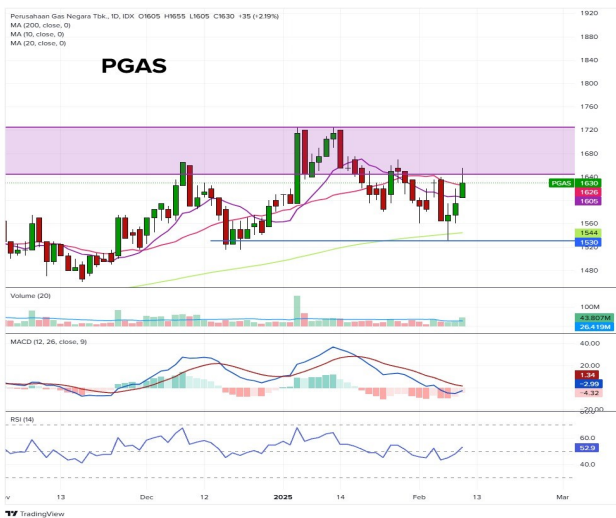 Perusahaan Gas Negara Tbk., 1D, IDX O1605 H1655 L1605 C1630 +35 (+2.19%)
MA (200, close, 0)
MA (10, close, 0)
MA (20, close, 0)
PGAS
1920
1880
1840
1800
1760
1720
1680
1640
PGAS 1630
1626
1605
1560
1544
1530
1520
1480
Volume (20)
100M
43.807M
26.419M
MACD (12, 26, close, 9)
40.00
20.00
1.34
−2.99
−4.32
−20.00
RSI (14)
60.0
52.9
40.0
13
Dec
12
2025
14
Feb
13
Mar
TradingView